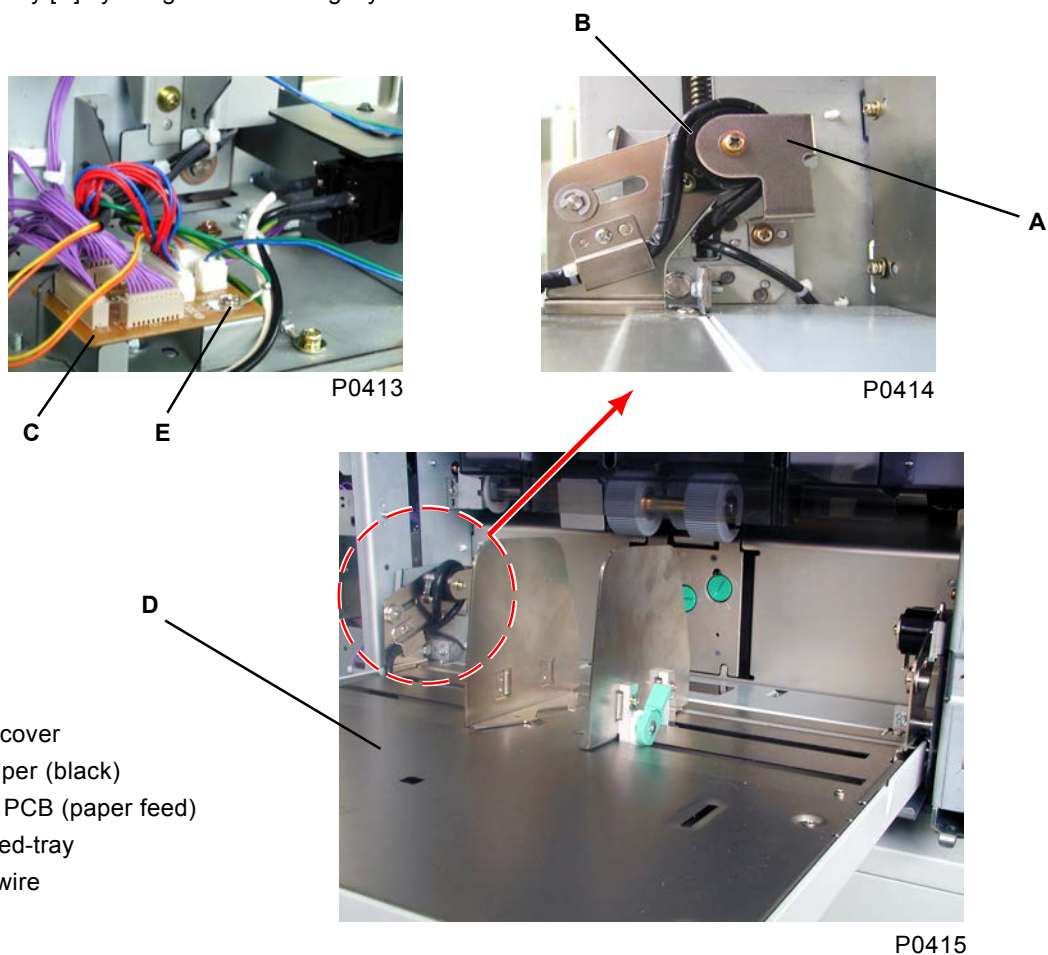 B
A
P0413
P0414
C
E
D
cover
per (black)
PCB (paper feed)
ed-tray
wire
P0415